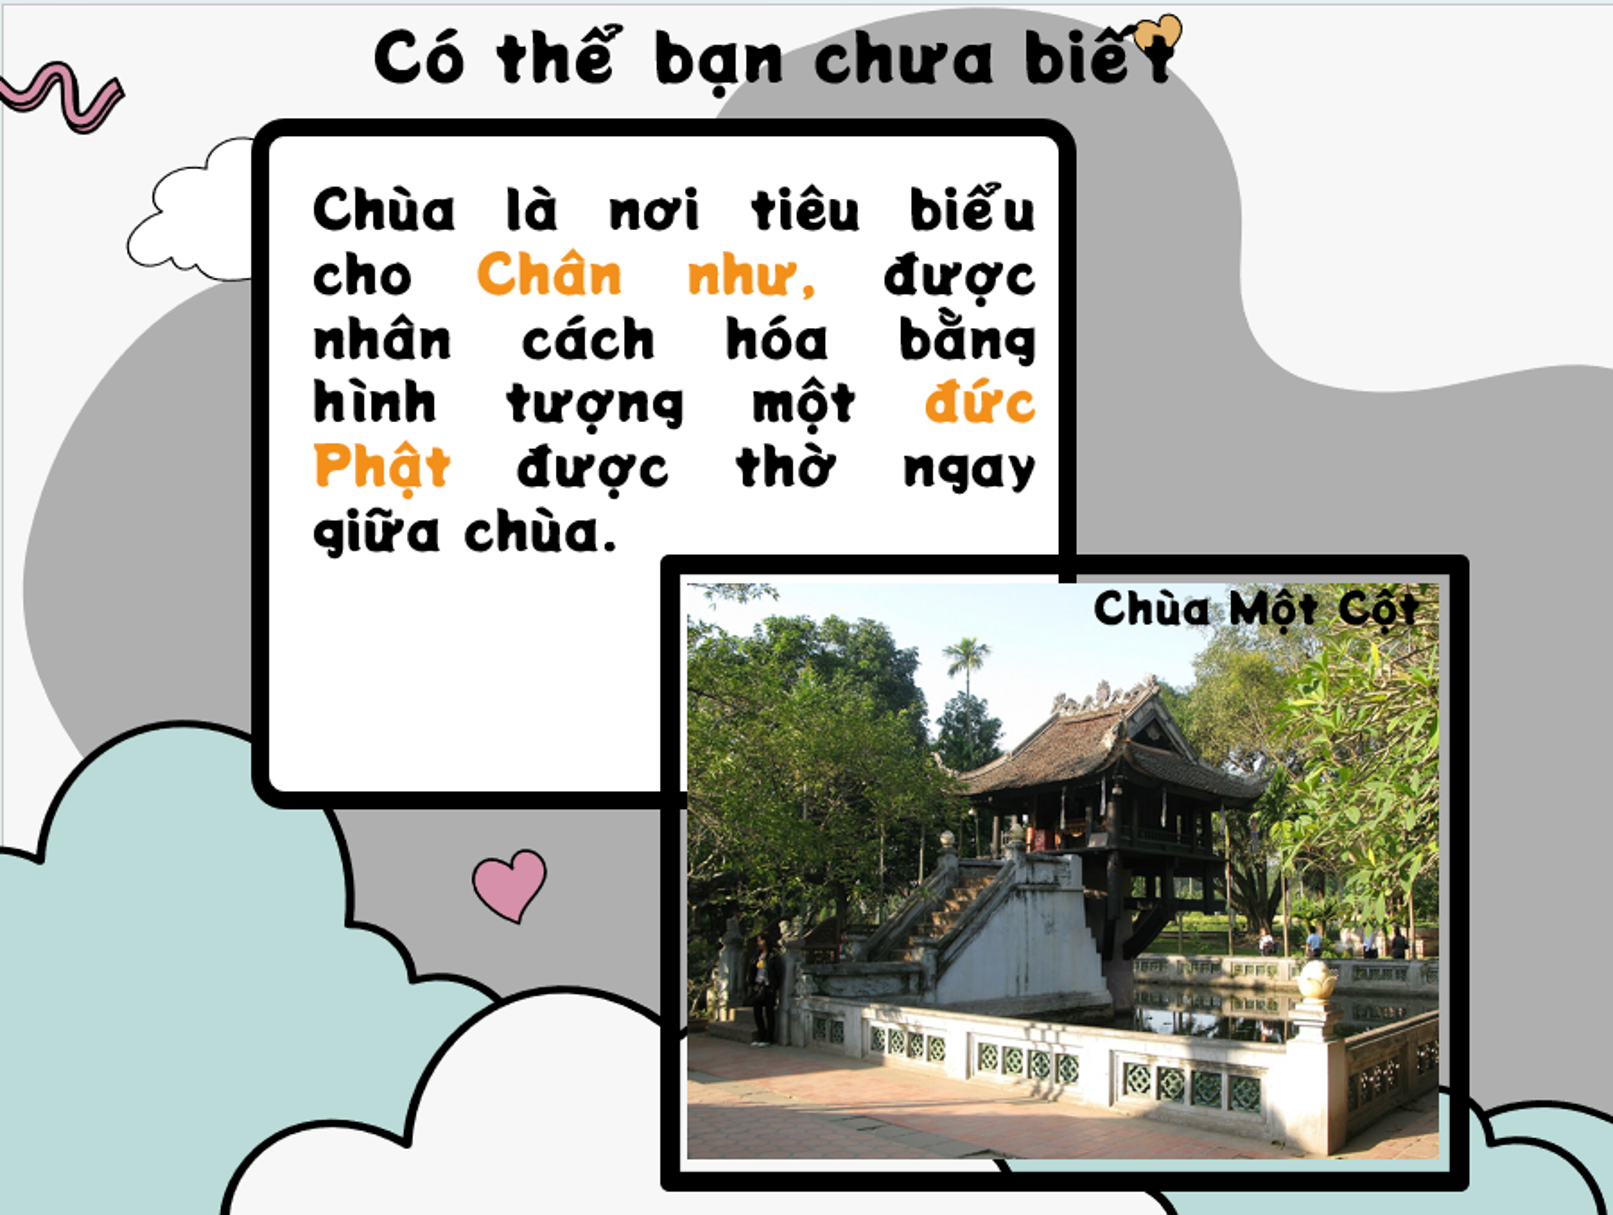 Có thể bạn chưa biết
Chùa là nơi tiêu biểu
cho Chân như, được
nhân cách hóa bằng
hình tượng một đức
Phật được thờ ngay
giữa chùa.
Chùa Một Cột